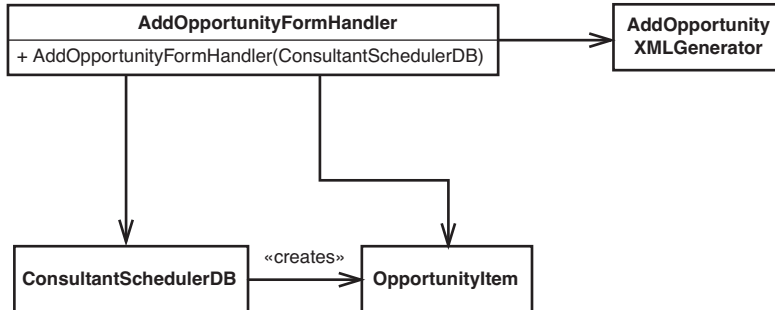 AddOpportunityFormHandler
+ AddOpportunityFormHandler(ConsultantSchedulerDB)
AddOpportunity
XMLGenerator
«creates»
ConsultantSchedulerDB
OpportunityItem